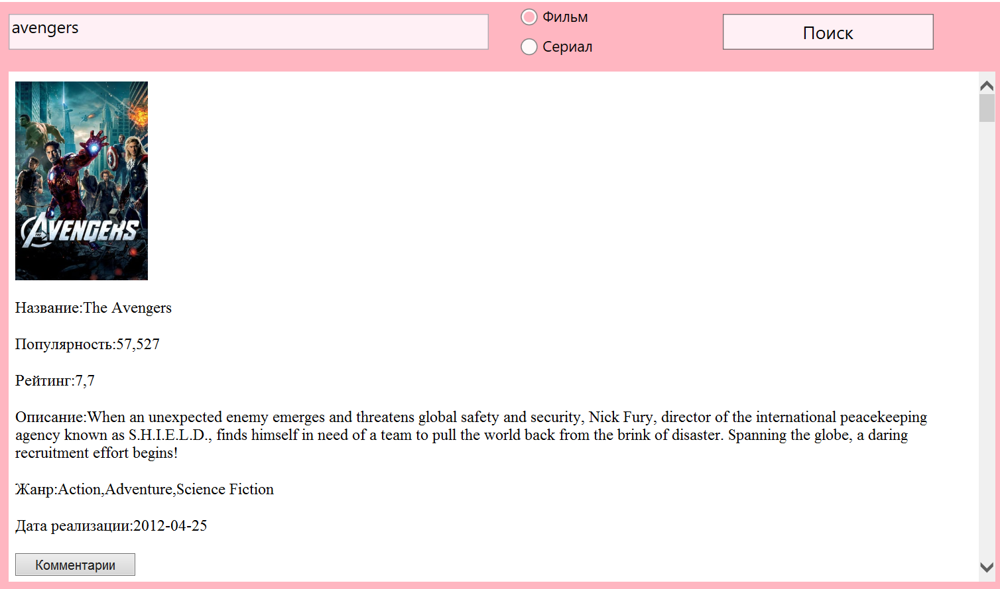 avengers
Фильм
Сериал
Поиск
THE AVENGERS
Название:The Avengers
Популярность:57,527
Рейтинг:7,7
Описание:When an unexpected enemy emerges and threatens global safety and security, Nick Fury, director of the international peacekeeping
agency known as S.H.I.E.L.D., finds himself in need of a team to pull the world back from the brink of disaster. Spanning the globe, a daring
recruitment effort begins!
Жанр:Action,Adventure,Science Fiction
Дата реализации:2012-04-25
Комментарии